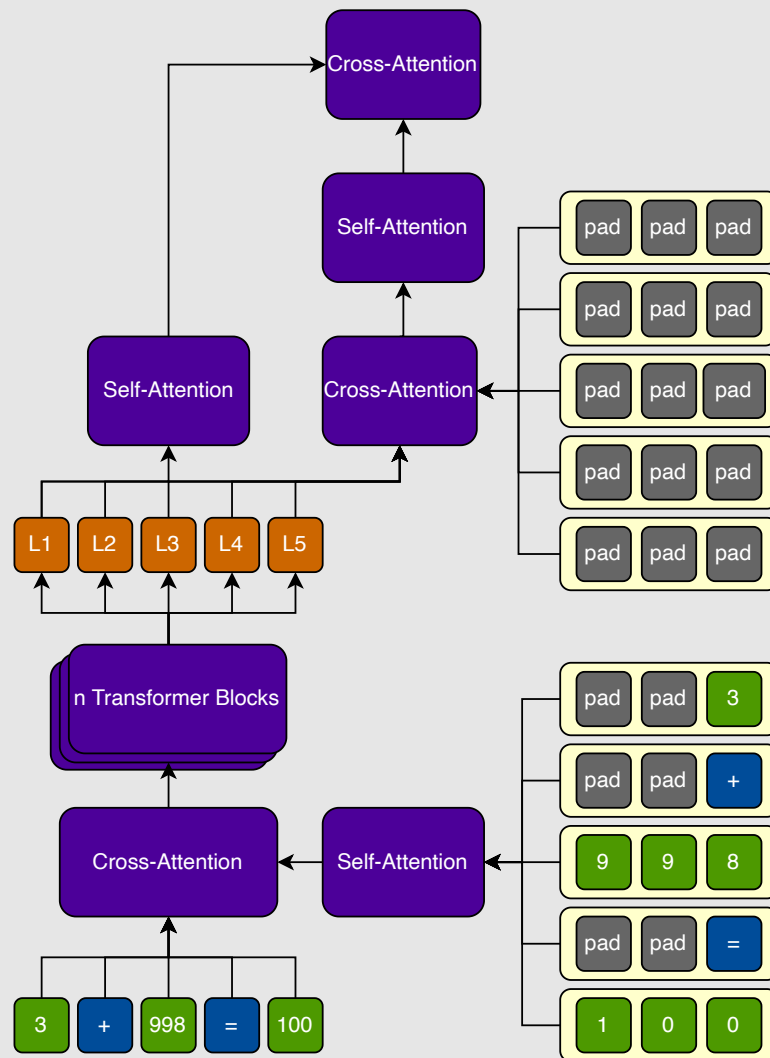 Cross-Attention
Self-Attention
pad pad pad
pad pad pad
Self-Attention
Cross-Attention
pad pad pad
pad pad pad
L1 L2 L3 L4 L5
pad pad pad
n Transformer Blocks
pad pad 3
pad pad +
Cross-Attention
Self-Attention
9 9 8
pad pad =
3 + 998 = 100
1 0 0